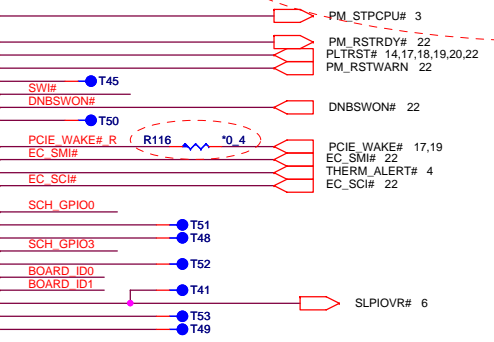 PM_STPCPU# 3
PM_RSTRDY# 22
PLTRST# 14,17,18,19,20,22
PM_RSTWARN 22
T45
SWI#
DNBSWON#
DNBSWON# 22
T50
PCIE_WAKE#_R R116 *0_4 PCIE_WAKE# 17,19
EC_SMI# EC_SMI# 22
THERM_ALERT# 4
EC_SCI# EC_SCI# 22
SCH_GPIO0
T51
T48
SCH_GPIO3
T52
BOARD_ID0
BOARD_ID1 T41
SLPIOVR# 6
T53
T49